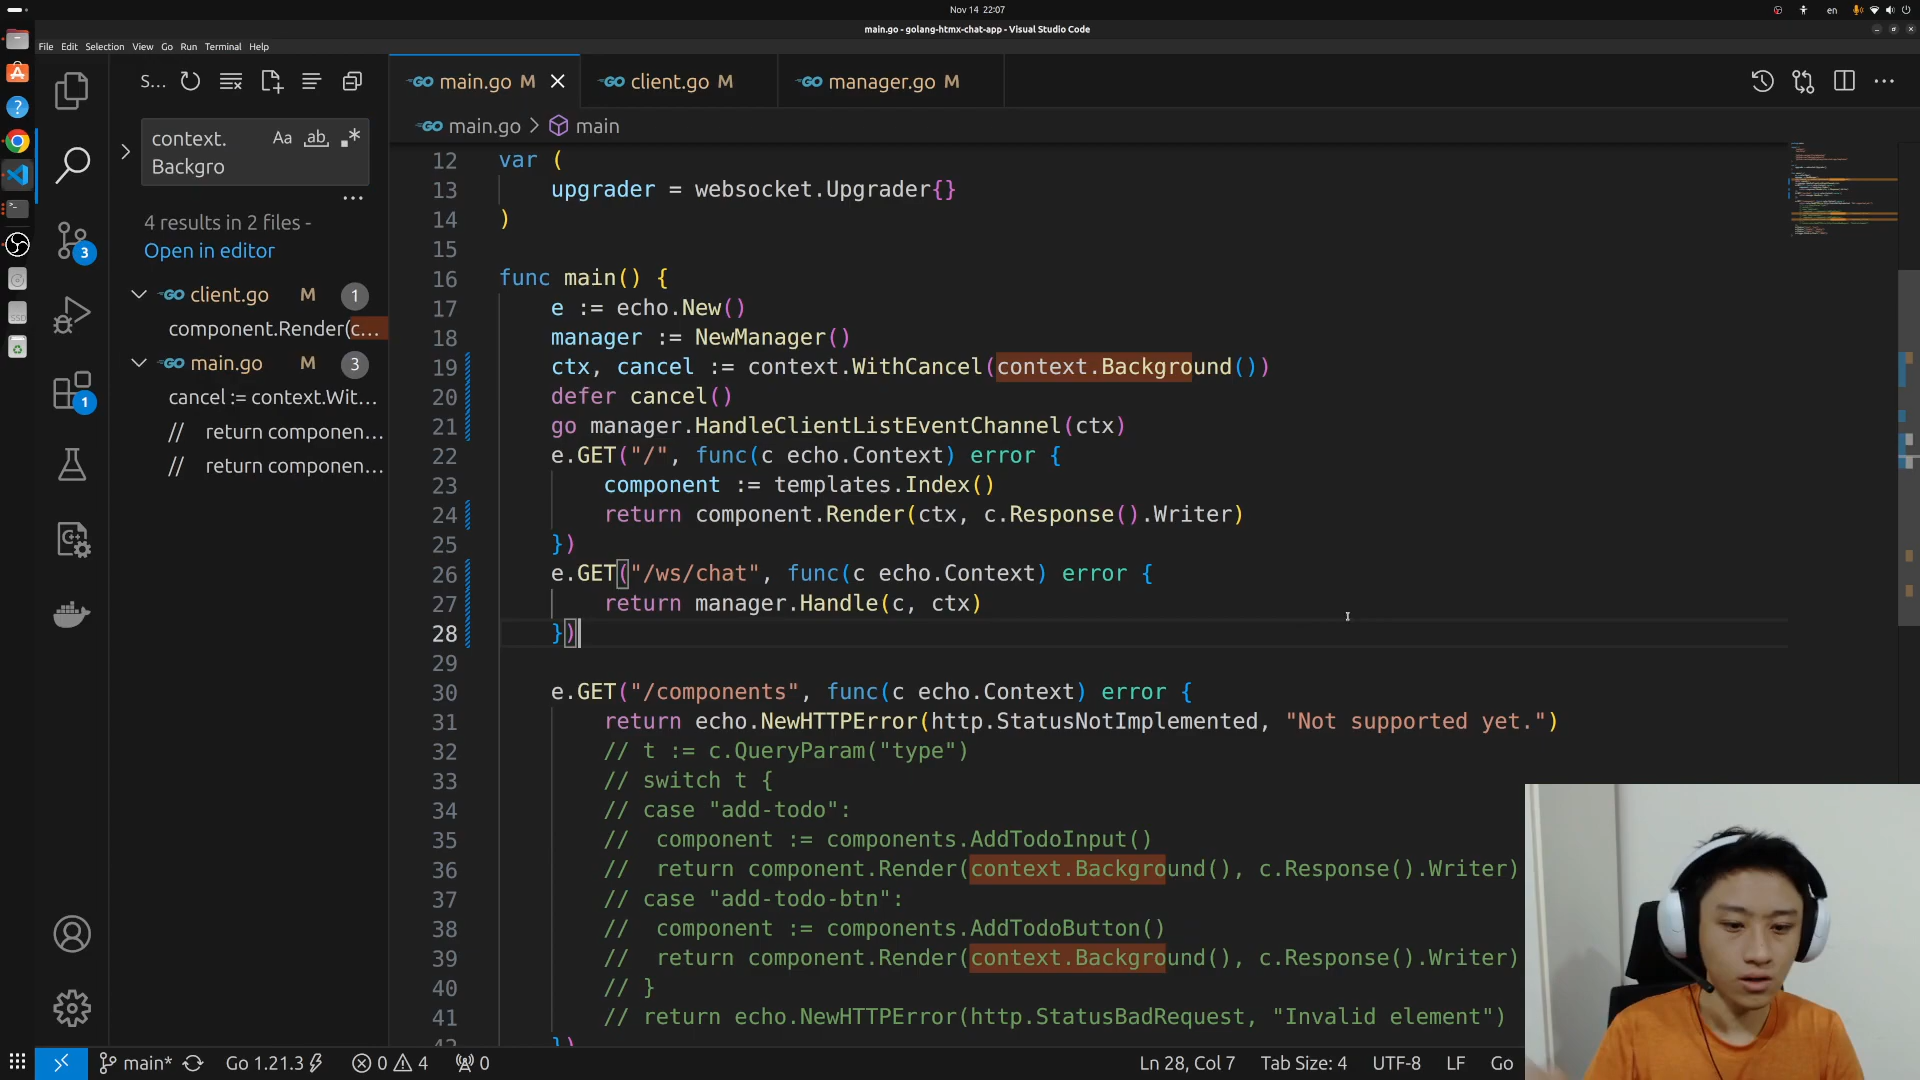 Nov 14 22:07
en
main.go - golang-htmx-chat-app - Visual Studio Code
File Edit Selection View Go Run Terminal Help
S...
main.go M
client.go M
manager.go M
main.go > main
context.
Backgro
Aa ab .*
4 results in 2 files -
Open in editor
client.go M 1
component.Render(c...
main.go M 3
cancel := context.Wit...
// return componen...
// return componen...
3
1
12 var (
13 upgrader = websocket.Upgrader{}
14 )
15
16 func main() {
17 e := echo.New()
18 manager := NewManager()
19 ctx, cancel := context.WithCancel(context.Background())
20 defer cancel()
21 go manager.HandleClientListEventChannel(ctx)
22 e.GET("/", func(c echo.Context) error {
23 component := templates.Index()
24 return component.Render(ctx, c.Response().Writer)
25 })
26 e.GET("/ws/chat", func(c echo.Context) error {
27 return manager.Handle(c, ctx)
28 })
29
30 e.GET("/components", func(c echo.Context) error {
31 return echo.NewHTTPError(http.StatusNotImplemented, "Not supported yet.")
32 // t := c.QueryParam("type")
33 // switch t {
34 // case "add-todo":
35 // component := components.AddTodoInput()
36 // return component.Render(context.Background(), c.Response().Writer)
37 // case "add-todo-btn":
38 // component := components.AddTodoButton()
39 // return component.Render(context.Background(), c.Response().Writer)
40 // }
41 // return echo.NewHTTPError(http.StatusBadRequest, "Invalid element")
main* Go 1.21.3 0 4 0 Ln 28, Col 7 Tab Size: 4 UTF-8 LF Go